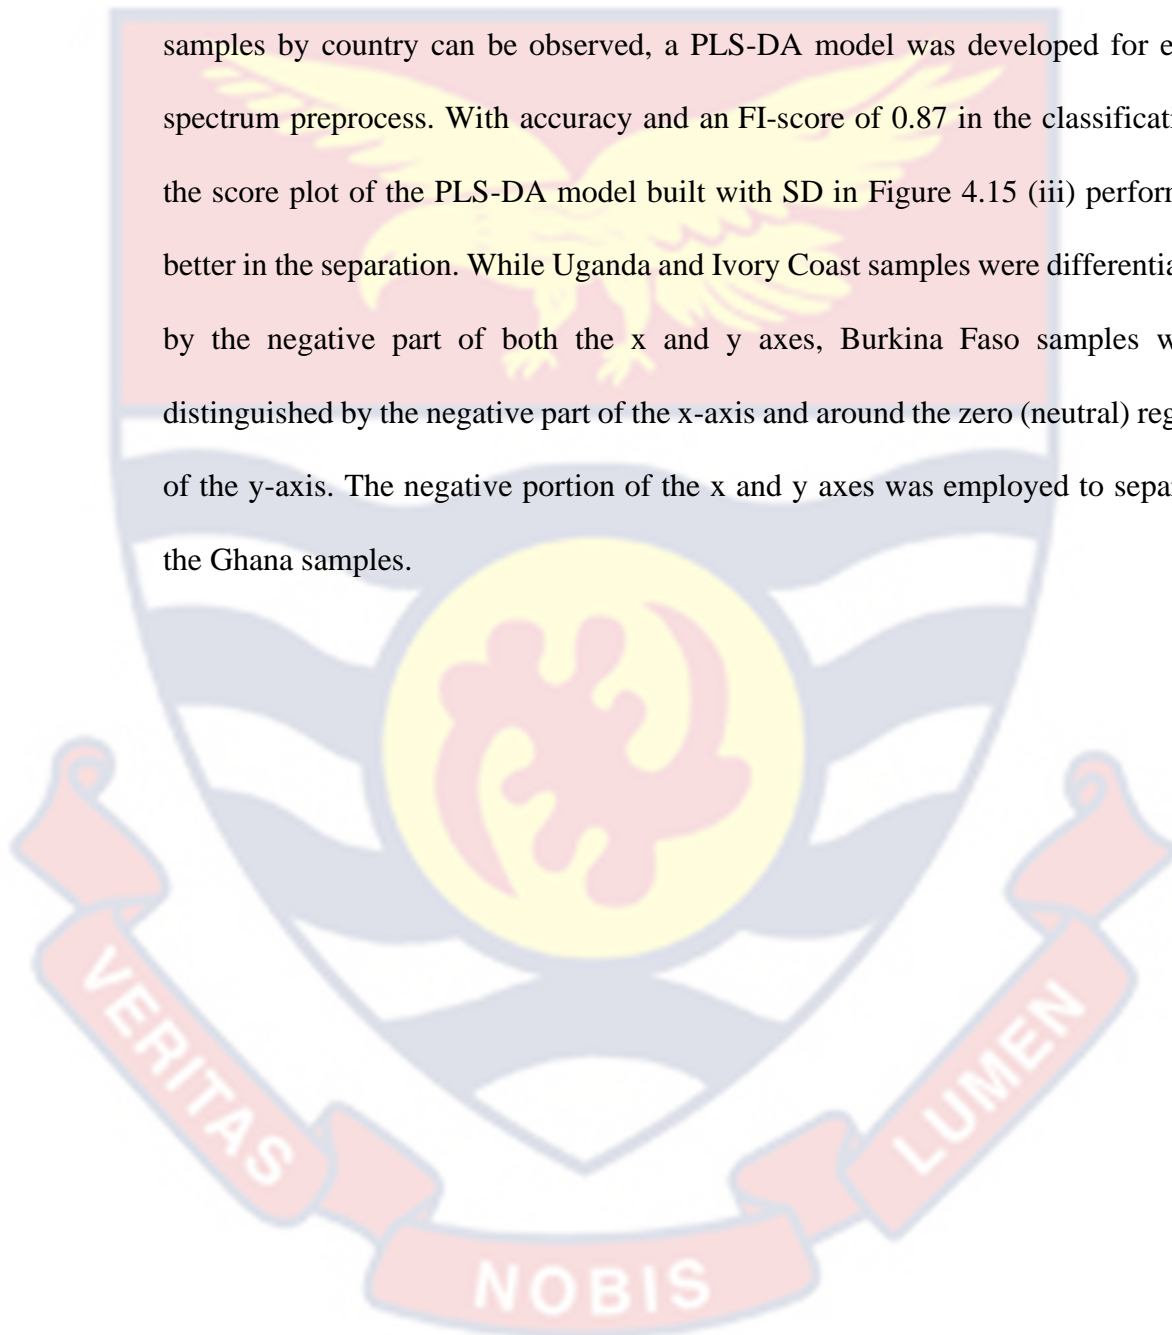 samples by country can be observed, a PLS-DA model was developed for e
spectrum preprocess. With accuracy and an FI-score of 0.87 in the classificati
the score plot of the PLS-DA model built with SD in Figure 4.15 (iii) perform
better in the separation. While Uganda and Ivory Coast samples were differentia
by the negative part of both the x and y axes, Burkina Faso samples w
distinguished by the negative part of the x-axis and around the zero (neutral) reg
of the y-axis. The negative portion of the x and y axes was employed to separ
the Ghana samples.
VERITAS
NOBIS
LUMEN